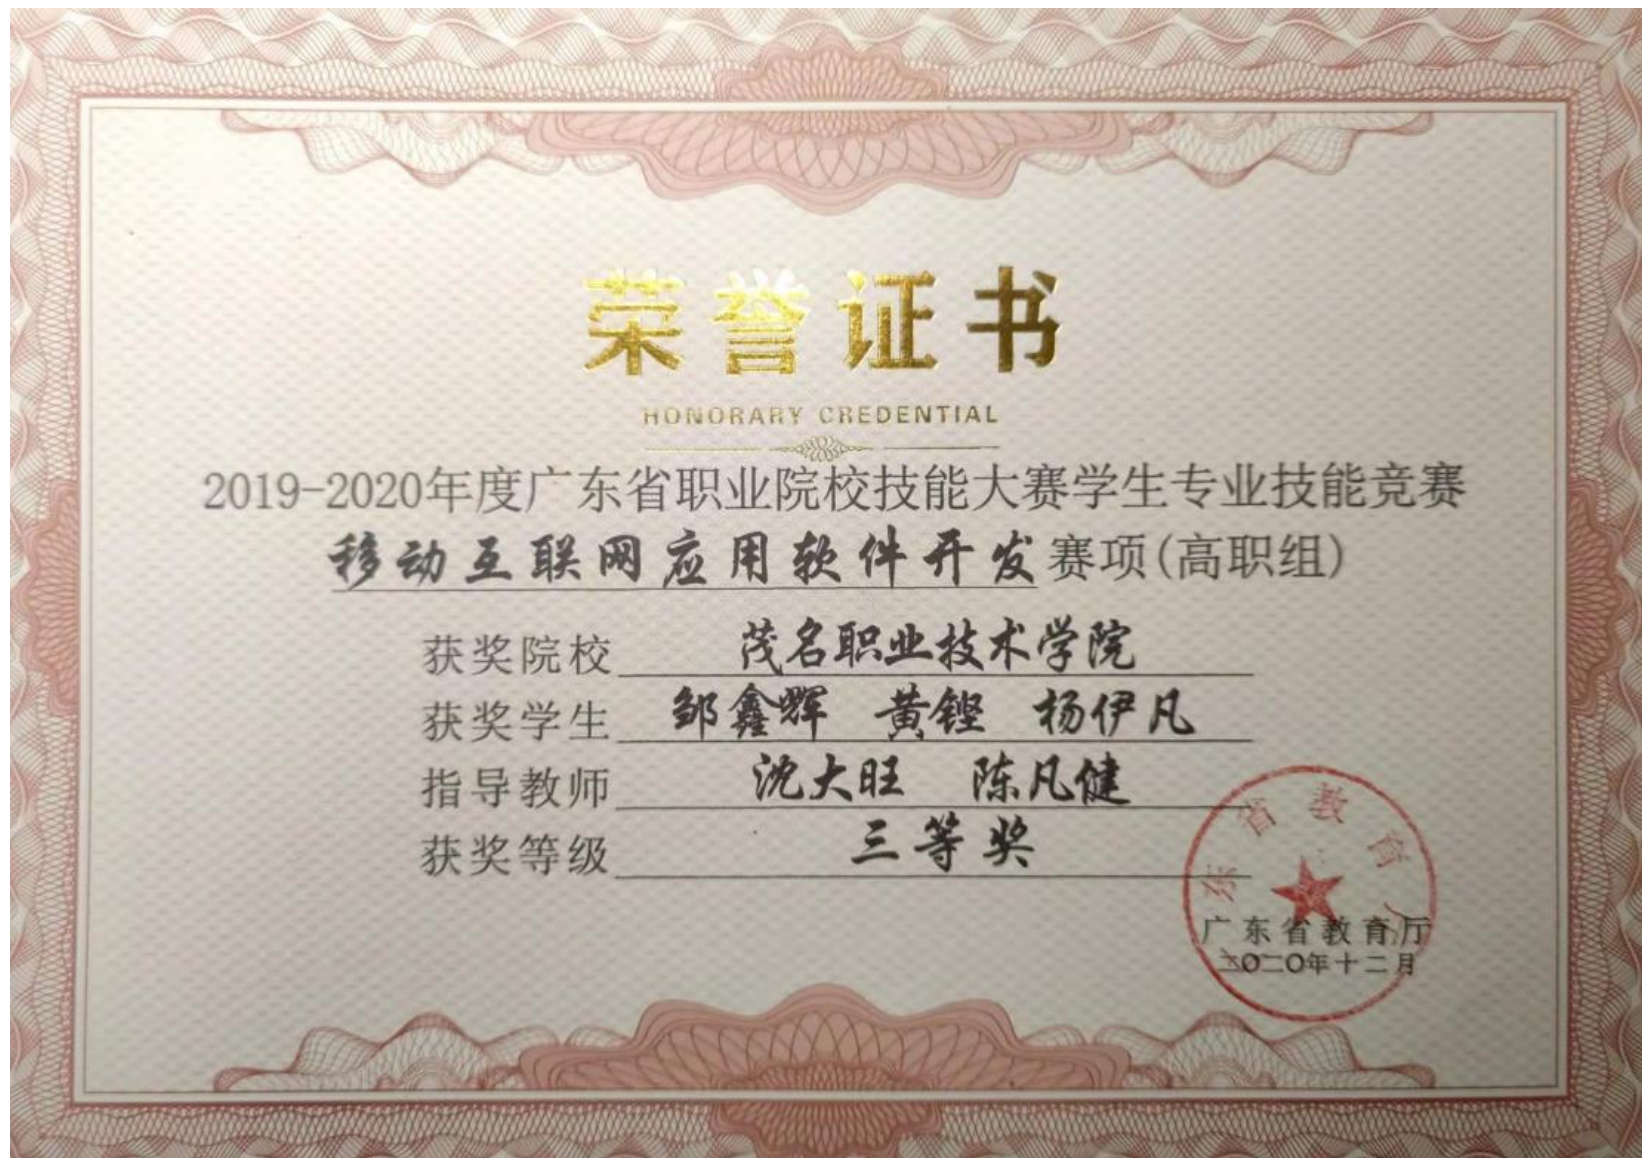 荣誉证书
HONORARY CREDENTIAL
2019-2020年度广东省职业院校技能大赛学生专业技能竞赛
移动互联网应用软件开发赛项(高职组)
获奖院校 茂名职业技术学院
获奖学生 邹鑫辉 黄铿 杨伊凡
指导教师 沈大旺 陈凡健
获奖等级 三等奖
东省教育
广东省教育厅
二〇二〇年十二月